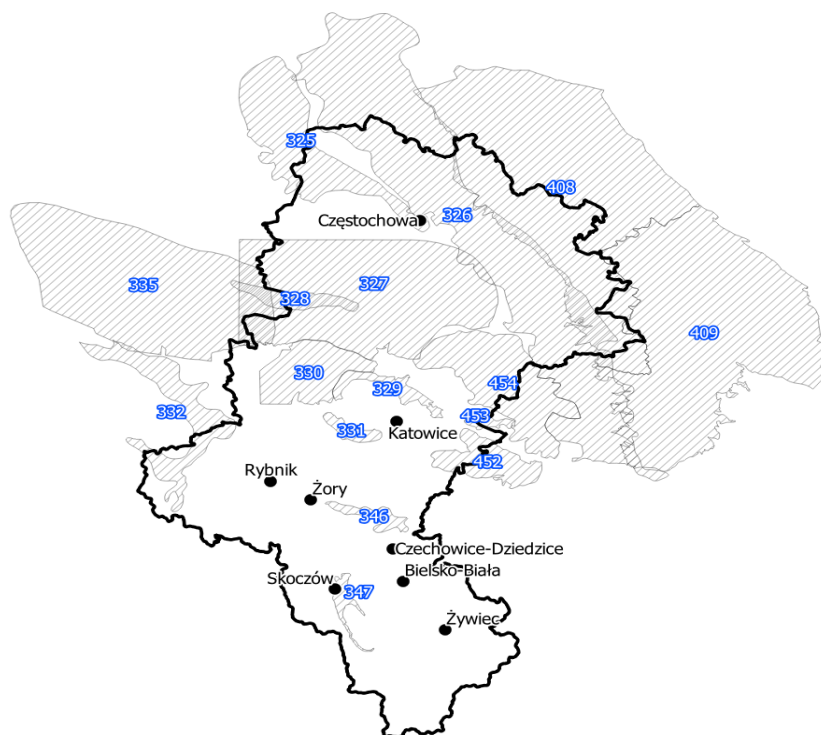 325
408
326
Częstochowa
335
327
328
409
330
454
329
332
453
331
Katowice
452
Rybnik
Żory
346
Czechowice-Dziedzice
Bielsko-Biała
Skoczów
347
Żywiec